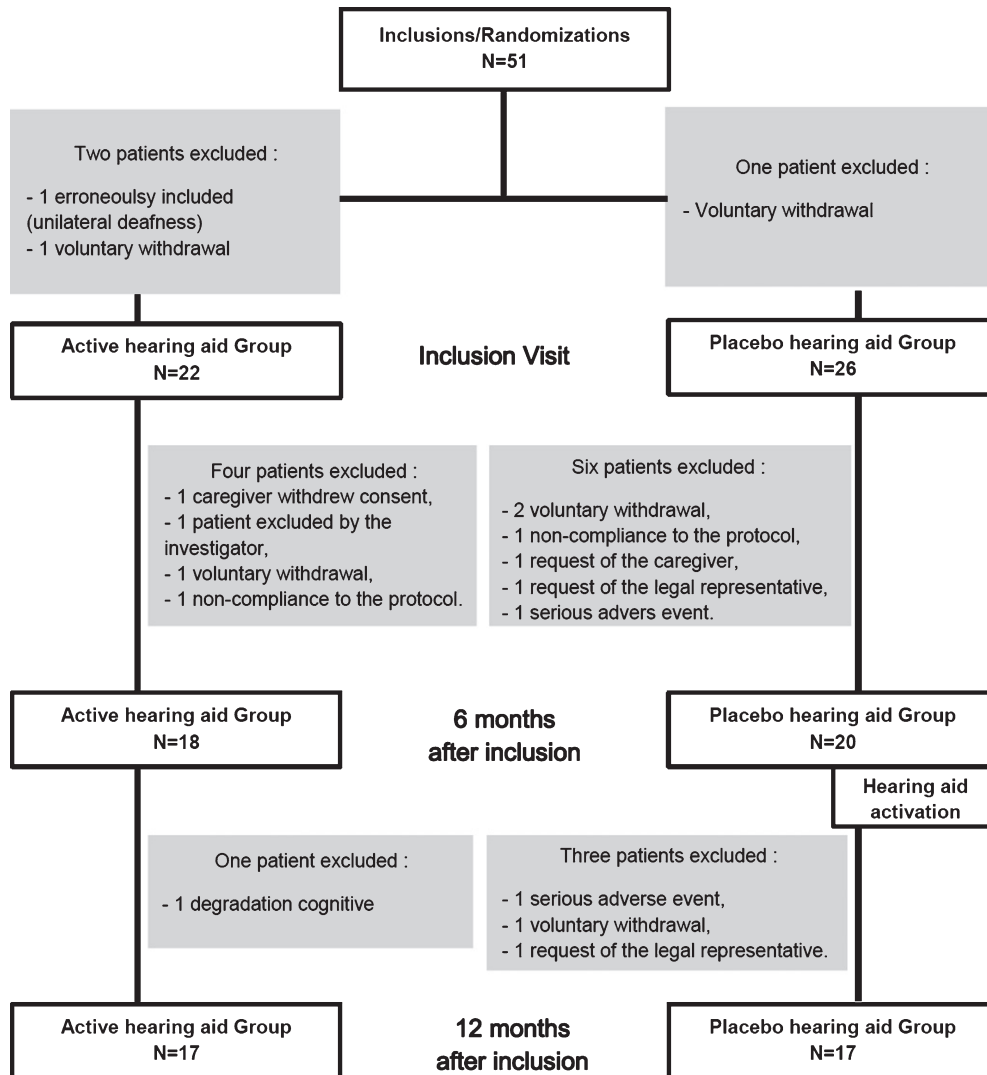 Inclusions/Randomizations
N=51
Two patients excluded :
- 1 erroneoulsy included
(unilateral deafness)
- 1 voluntary withdrawal
One patient excluded :
- Voluntary withdrawal
Active hearing aid Group
N=22
Inclusion Visit
Placebo hearing aid Group
N=26
Four patients excluded :
- 1 caregiver withdrew consent,
- 1 patient excluded by the
investigator,
- 1 voluntary withdrawal,
- 1 non-compliance to the protocol.
Six patients excluded :
- 2 voluntary withdrawal,
- 1 non-compliance to the protocol,
- 1 request of the caregiver,
- 1 request of the legal representative,
- 1 serious advers event.
Active hearing aid Group
N=18
6 months
after inclusion
Placebo hearing aid Group
N=20
Hearing aid
activation
One patient excluded :
- 1 degradation cognitive
Three patients excluded :
- 1 serious adverse event,
- 1 voluntary withdrawal,
- 1 request of the legal representative.
Active hearing aid Group
N=17
12 months
after inclusion
Placebo hearing aid Group
N=17